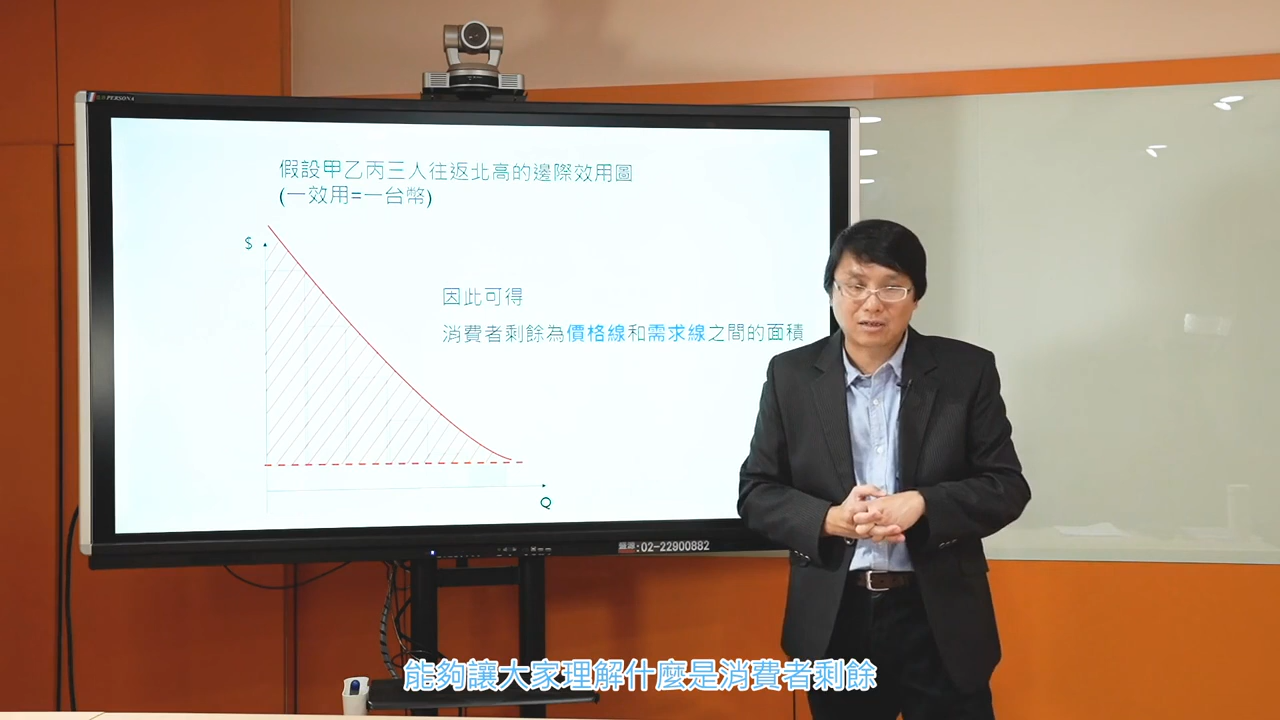 PERSONA
假設甲乙丙三人往返北高的邊際效用圖
(一效用=一台幣)
$
因此可得
消費者剩餘為價格線和需求線之間的面積
Q
:02-22900882
能夠讓大家理解什麼是消費者剩餘